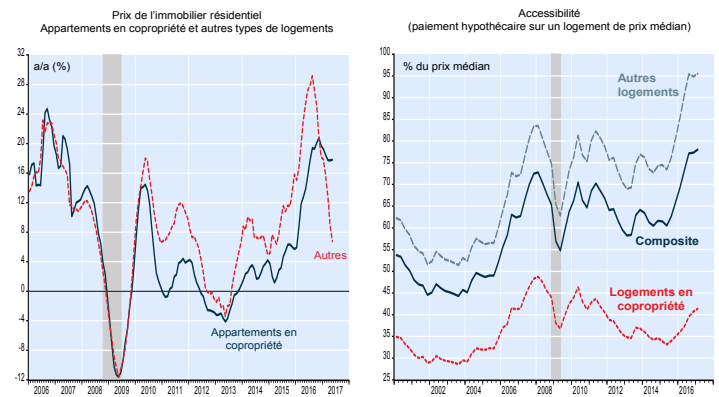 Prix de l'immobilier résidentiel
Appartements en copropriété et autres types de logements
a/a (%)
32
28
24
20
16
12
8
4
0
-4
-8
-12
Autres
Appartements en
copropriété
2006 2007 2008 2009 2010 2011 2012 2013 2014 2015 2016 2017
Accessibilité
(paiement hypothécaire sur un logement de prix médian)
% du prix médian
100
95
90
85
80
75
70
65
60
55
50
45
40
35
30
25
Autres
logements
Composite
Logements en
copropriété
2002 2004 2006 2008 2010 2012 2014 2016